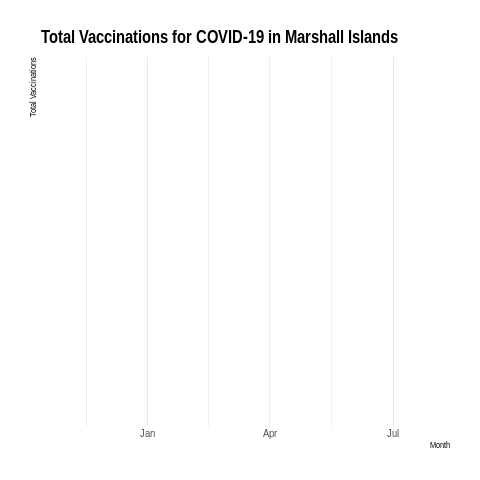 Total Vaccinations for COVID-19 in Marshall Islands
Total Vaccinations
Jan Apr Jul
Month